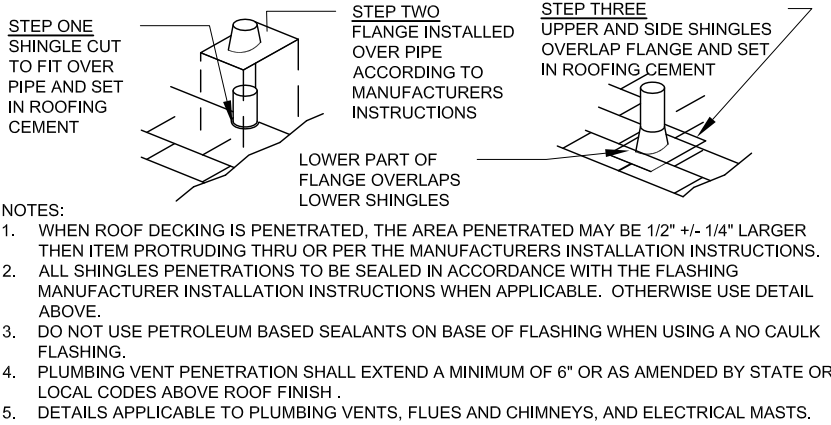 STEP ONE
SHINGLE CUT
TO FIT OVER
PIPE AND SET
IN ROOFING
CEMENT
STEP TWO
FLANGE INSTALLED
OVER PIPE
ACCORDING TO
MANUFACTURERS
INSTRUCTIONS
STEP THREE
UPPER AND SIDE SHINGLES
OVERLAP FLANGE AND SET
IN ROOFING CEMENT
LOWER PART OF
FLANGE OVERLAPS
LOWER SHINGLES
NOTES:
1. WHEN ROOF DECKING IS PENETRATED, THE AREA PENETRATED MAY BE 1/2" +/- 1/4" LARGER
THEN ITEM PROTRUDING THRU OR PER THE MANUFACTURERS INSTALLATION INSTRUCTIONS.
2. ALL SHINGLES PENETRATIONS TO BE SEALED IN ACCORDANCE WITH THE FLASHING
MANUFACTURER INSTALLATION INSTRUCTIONS WHEN APPLICABLE. OTHERWISE USE DETAIL
ABOVE.
3. DO NOT USE PETROLEUM BASED SEALANTS ON BASE OF FLASHING WHEN USING A NO CAULK
FLASHING.
4. PLUMBING VENT PENETRATION SHALL EXTEND A MINIMUM OF 6" OR AS AMENDED BY STATE OR
LOCAL CODES ABOVE ROOF FINISH .
5. DETAILS APPLICABLE TO PLUMBING VENTS, FLUES AND CHIMNEYS, AND ELECTRICAL MASTS.